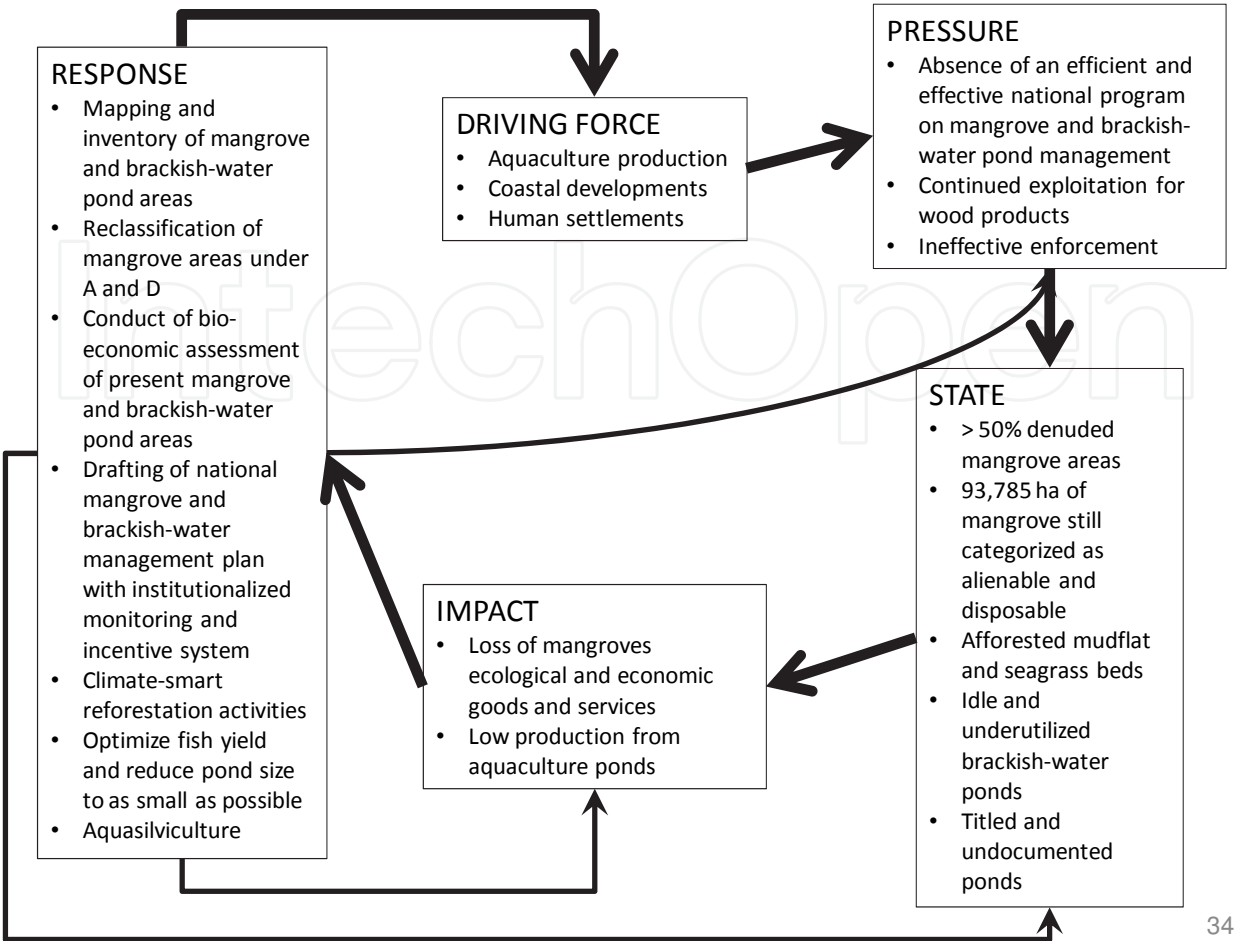 RESPONSE
• Mapping and
inventory of mangrove
and brackish-water
pond areas
• Reclassification of
mangrove areas under
A and D
• Conduct of bio-
economic assessment
of present mangrove
and brackish-water
pond areas
• Drafting of national
mangrove and
brackish-water
management plan
with institutionalized
monitoring and
incentive system
• Climate-smart
reforestation activities
• Optimize fish yield
and reduce pond size
to as small as possible
• Aquasilviculture
DRIVING FORCE
• Aquaculture production
• Coastal developments
• Human settlements
PRESSURE
• Absence of an efficient and
effective national program
on mangrove and brackish-
water pond management
• Continued exploitation for
wood products
• Ineffective enforcement
STATE
• > 50% denuded
mangrove areas
• 93,785 ha of
mangrove still
categorized as
alienable and
disposable
• Afforested mudflat
and seagrass beds
• Idle and
underutilized
brackish-water
ponds
• Titled and
undocumented
ponds
IMPACT
• Loss of mangroves
ecological and economic
goods and services
• Low production from
aquaculture ponds
IntechOpen
34